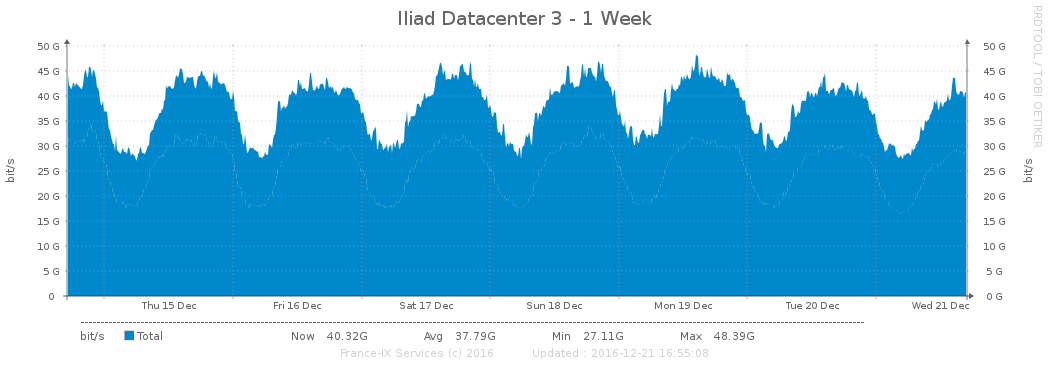 Iliad Datacenter 3 - 1 Week
RRDTOOL / TOBI OETIKER
50 G 50 G
45 G 45 G
40 G 40 G
35 G 35 G
30 G 30 G
25 G 25 G
20 G 20 G
15 G 15 G
10 G 10 G
5 G 5 G
0 0 G
bit/s bit/s
Thu 15 Dec Fri 16 Dec Sat 17 Dec Sun 18 Dec Mon 19 Dec Tue 20 Dec Wed 21 Dec
bit/s Total Now 40.32G Avg 37.79G Min 27.11G Max 48.39G
France-IX Services (c) 2016 Updated : 2016-12-21 16:55:08